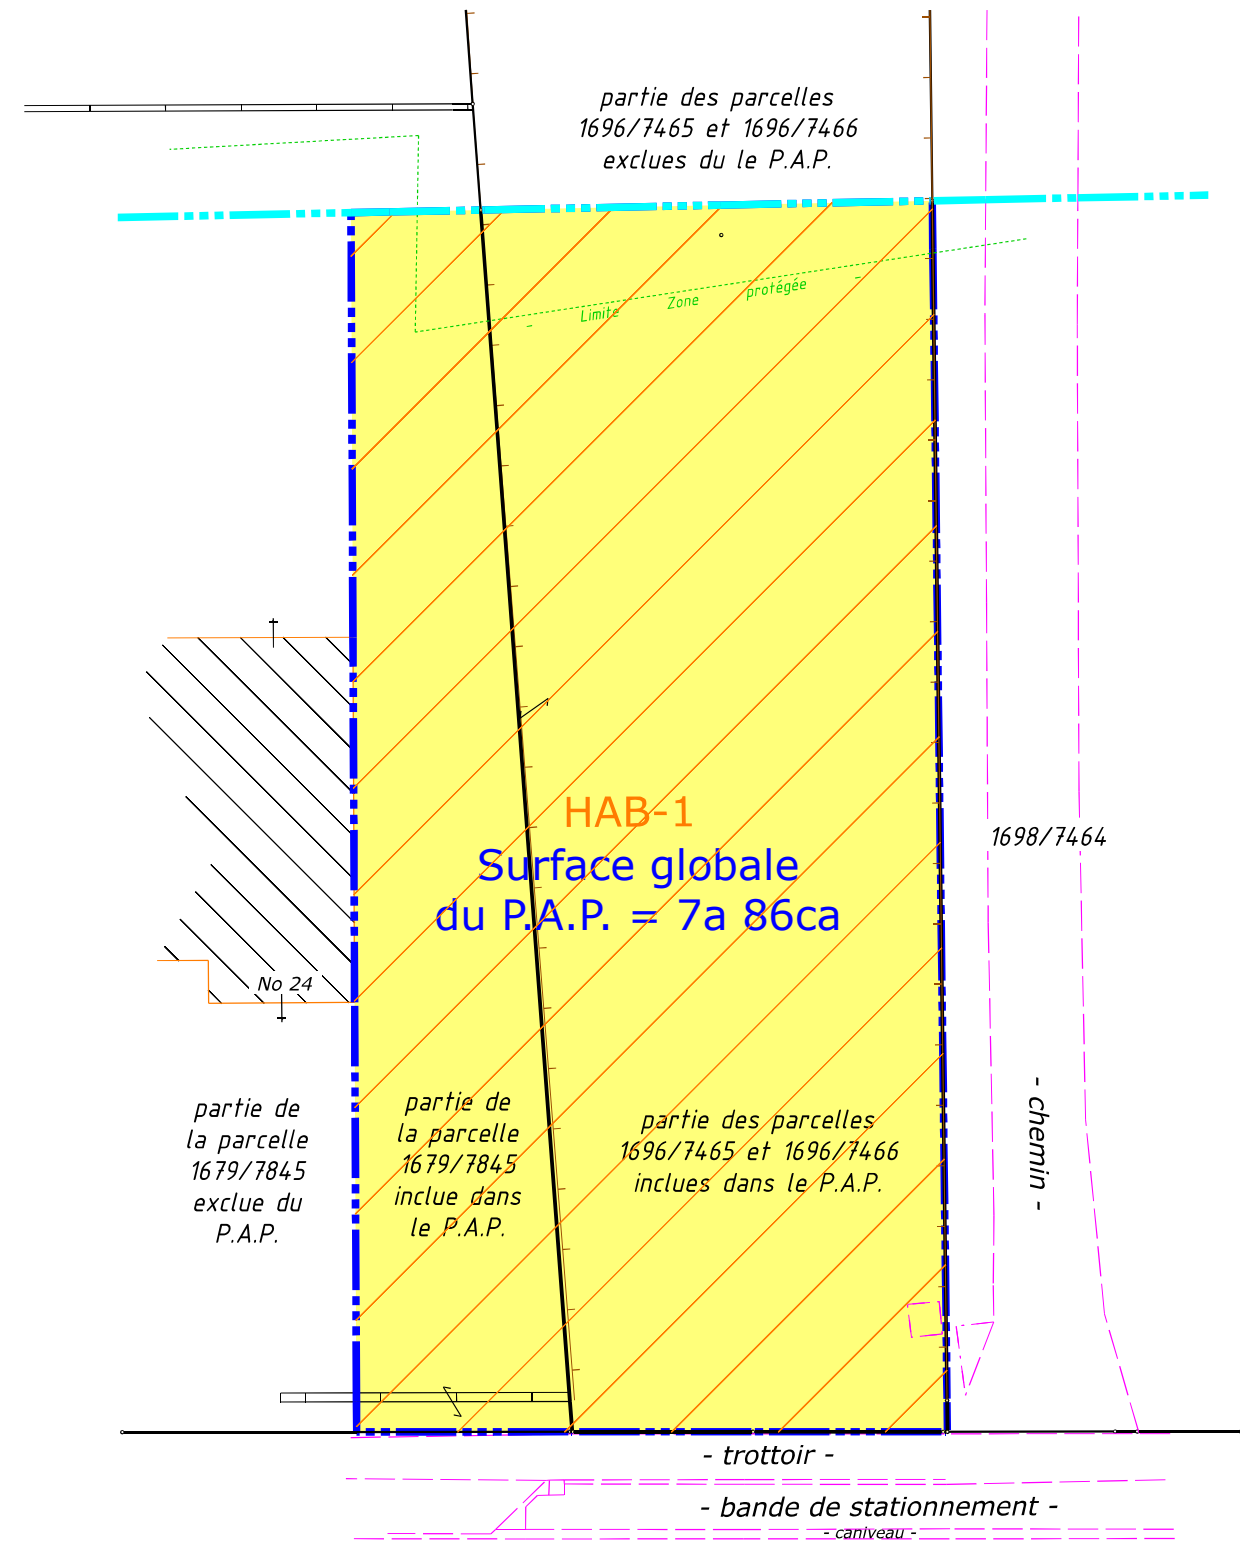 partie des parcelles
1696/7465 et 1696/7466
exclues du le P.A.P.
Limite Zone protégée
HAB-1
Surface globale
du P.A.P. = 7a 86ca
1698/7464
No 24
partie de
la parcelle
1679/7845
exclue du
P.A.P.
partie de
la parcelle
1679/7845
inclue dans
le P.A.P.
partie des parcelles
1696/7465 et 1696/7466
inclues dans le P.A.P.
- chemin -
- trottoir -
- bande de stationnement -
- caniveau -